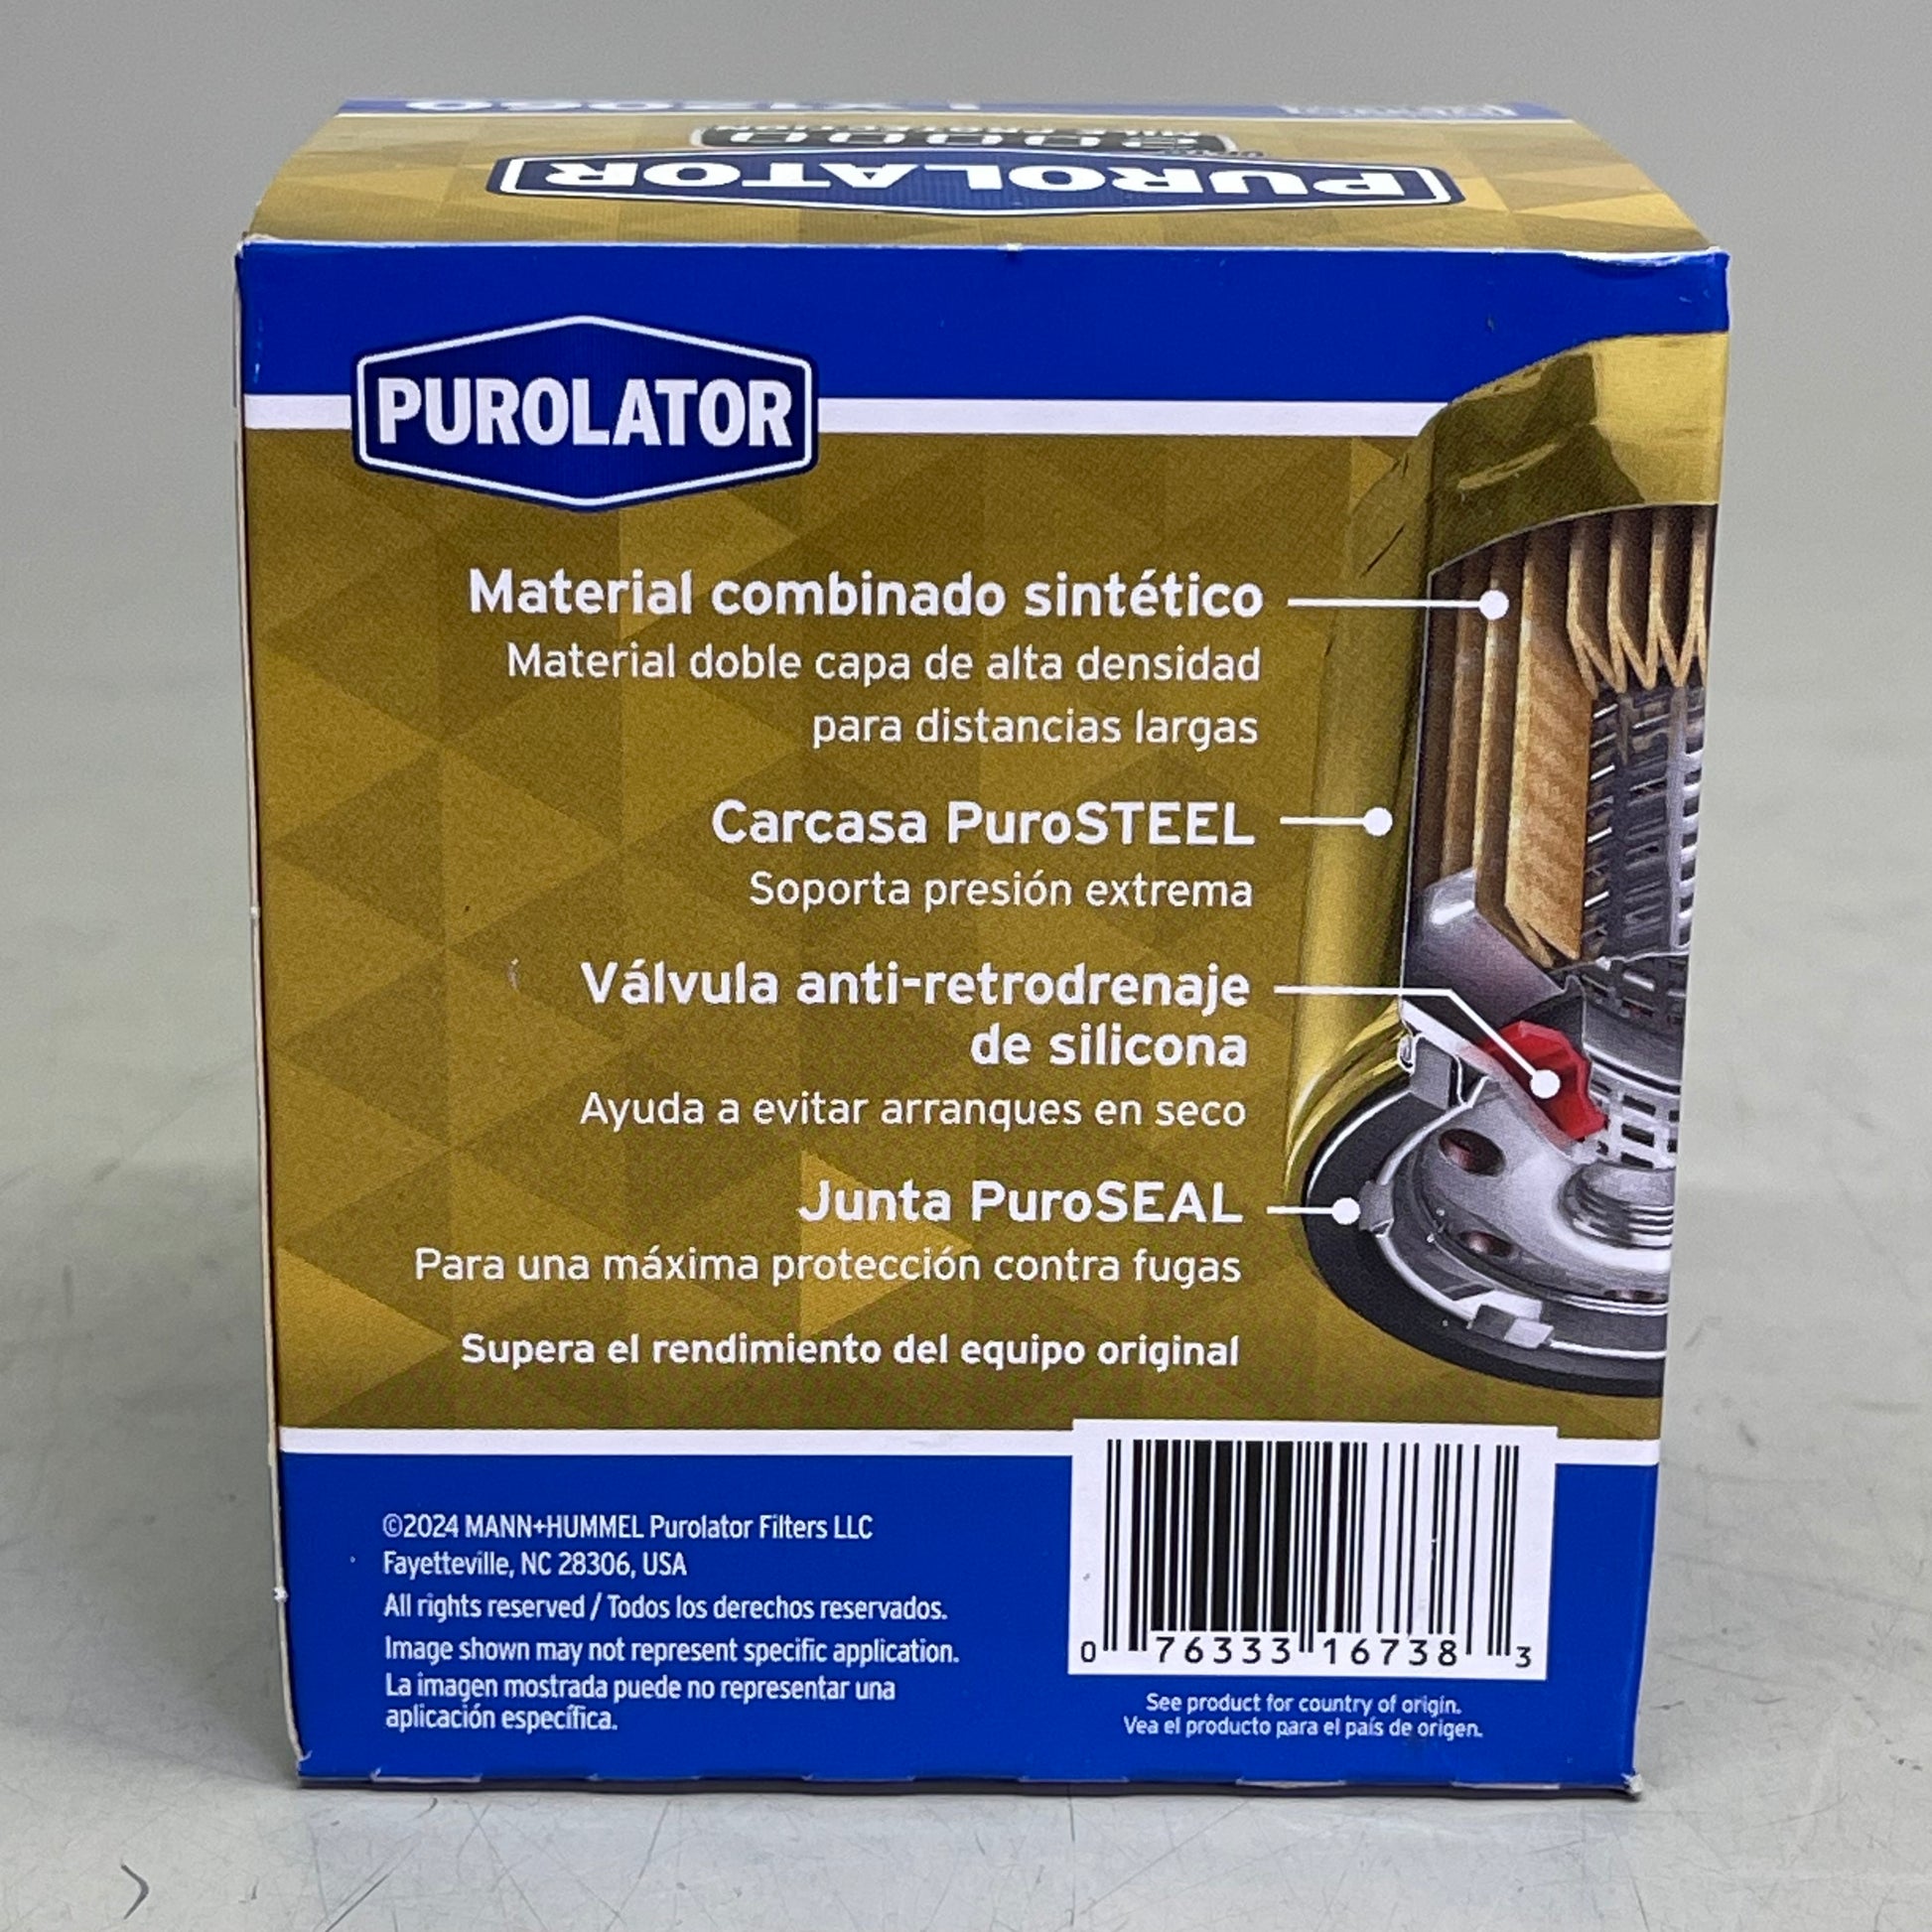 PUROLATOR
PUROLATOR
Material combinado sintético
Material doble capa de alta densidad
para distancias largas
Carcasa PuroSTEEL
Soporta presión extrema
Válvula anti-retrodrenaje
de silicona
Ayuda a evitar arranques en seco
Junta PuroSEAL
Para una máxima protección contra fugas
Supera el rendimiento del equipo original
©2024 MANN+HUMMEL Purolator Filters LLC
Fayetteville, NC 28306, USA
All rights reserved / Todos los derechos reservados.
Image shown may not represent specific application.
La imagen mostrada puede no representar una
aplicación específica.
0 76333 16738 3
See product for country of origin.
Vea el producto para el país de origen.